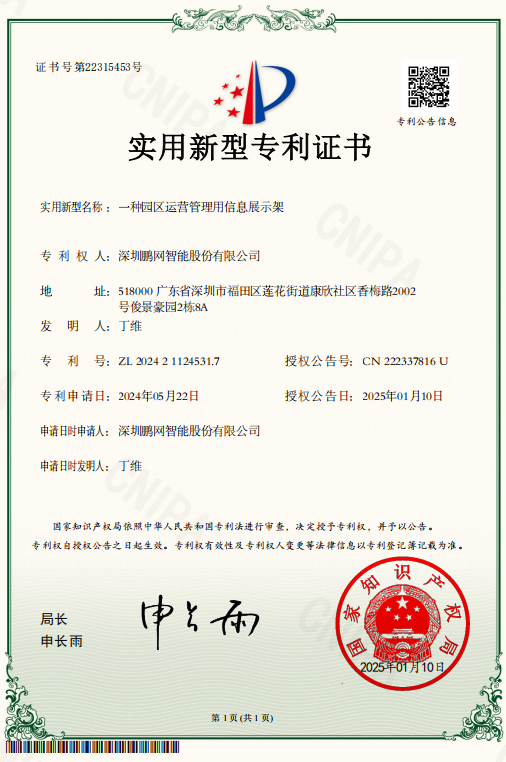 证书号第22315453号
专利公告信息
实用新型专利证书
实用新型名称：一种园区运营管理用信息展示架
专利权人：深圳鹏网智能股份有限公司
地址：518000 广东省深圳市福田区莲花街道康欣社区香梅路2002
号俊景豪园2栋8A
发明人：丁维
专利号：ZL 2024 2 1124531.7 授权公告号：CN 222337816 U
专利申请日：2024年05月22日 授权公告日：2025年01月10日
申请日时申请人：深圳鹏网智能股份有限公司
申请日时发明人：丁维
国家知识产权局依照中华人民共和国专利法进行审查，决定授予专利权，并予以公告。
专利权自授权公告之日起生效。专利权有效性及专利权人变更等法律信息以专利登记簿记载为准。
局长
申长雨
申长雨
国家知识产权局
2025年01月10日
第 1 页 (共 1 页)
CNIPA
CNIPA
CNIPA
CNIPA